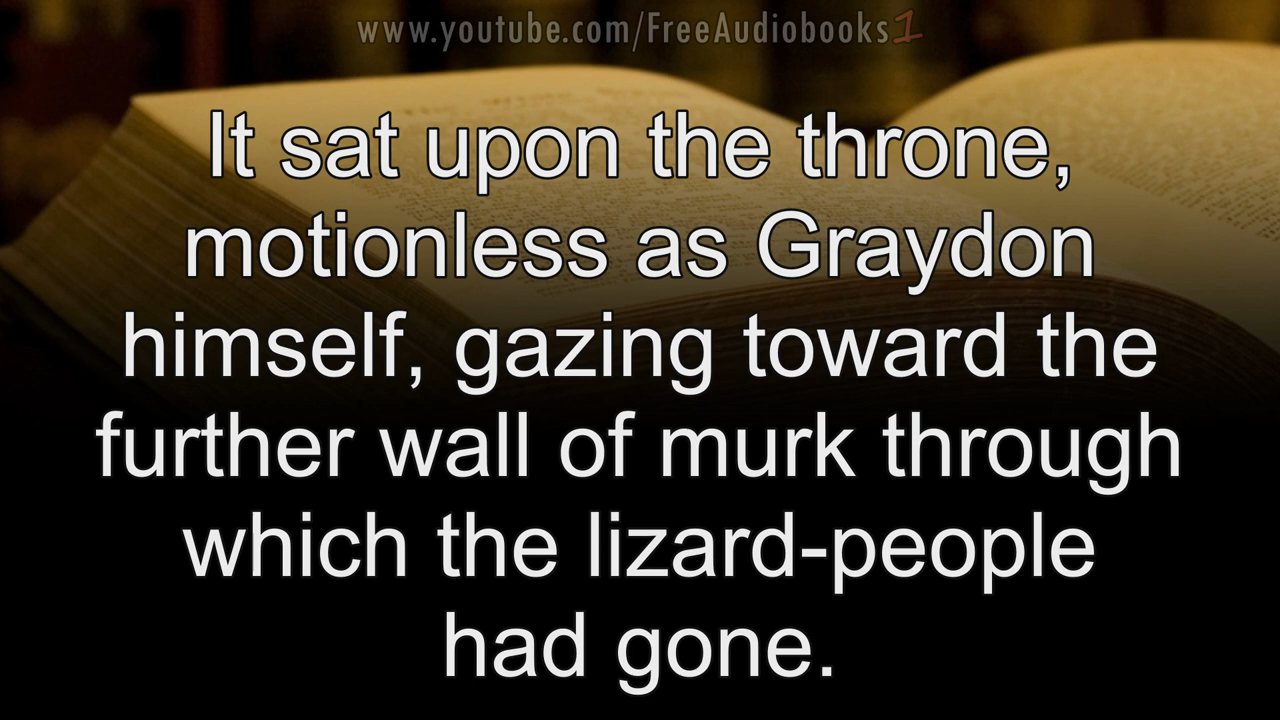 www.youtube.com/FreeAudiobooks1
It sat upon the throne,
motionless as Graydon
himself, gazing toward the
further wall of murk through
which the lizard-people
had gone.